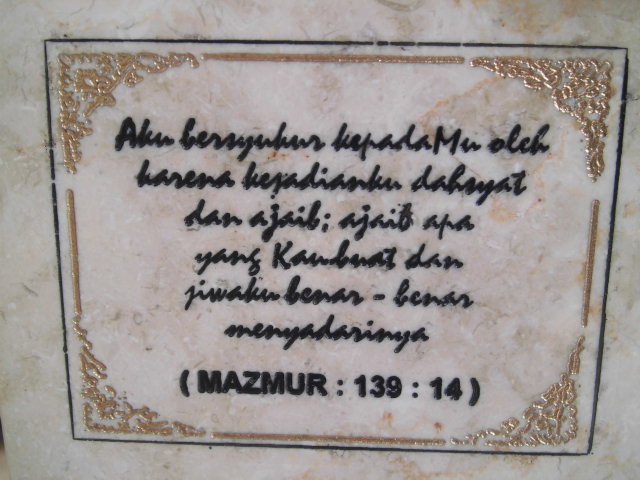 Aku bersyukur kepadaMu oleh
karena kejadianku dahsyat
dan ajaib; ajaib apa
yang Kaubuat dan
jiwaku benar - benar
menyadarinya
( MAZMUR : 139 : 14 )